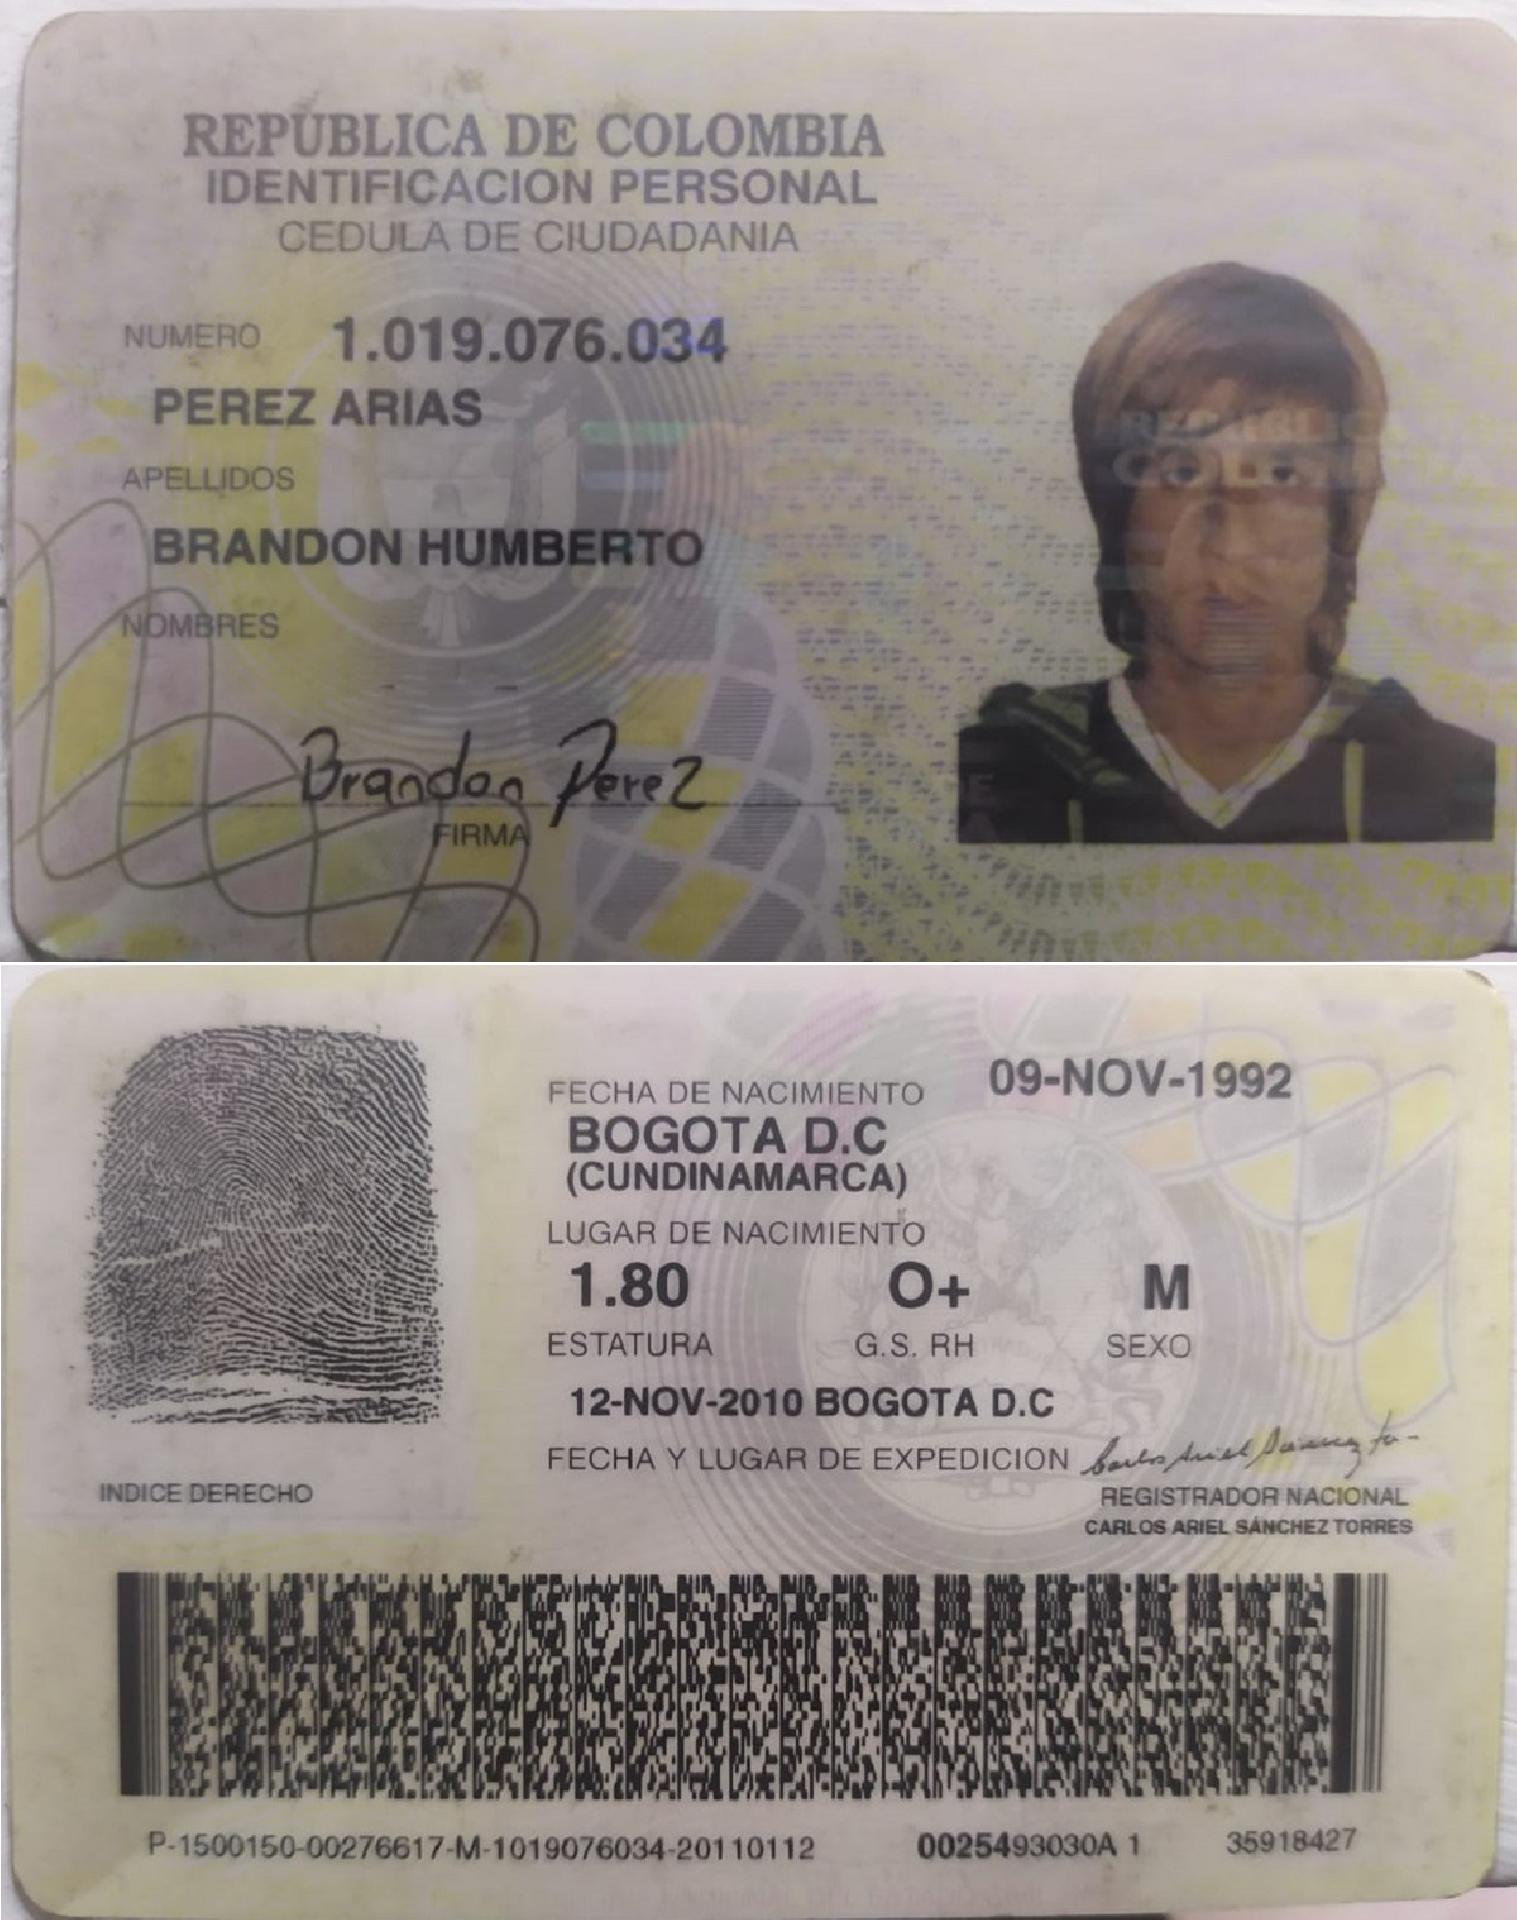 REPUBLICA DE COLOMBIA
IDENTIFICACION PERSONAL
CEDULA DE CIUDADANIA
NUMERO 1.019.076.034
PEREZ ARIAS
APELLIDOS
BRANDON HUMBERTO
NOMBRES
Brandon Perez
FIRMA
FECHA DE NACIMIENTO 09-NOV-1992
BOGOTA D.C
(CUNDINAMARCA)
LUGAR DE NACIMIENTO
1.80 O+ M
ESTATURA G.S. RH SEXO
12-NOV-2010 BOGOTA D.C
FECHA Y LUGAR DE EXPEDICION
INDICE DERECHO
REGISTRADOR NACIONAL
CARLOS ARIEL SÁNCHEZ TORRES
P-1500150-00276617-M-1019076034-20110112 0025493030A 1 35918427